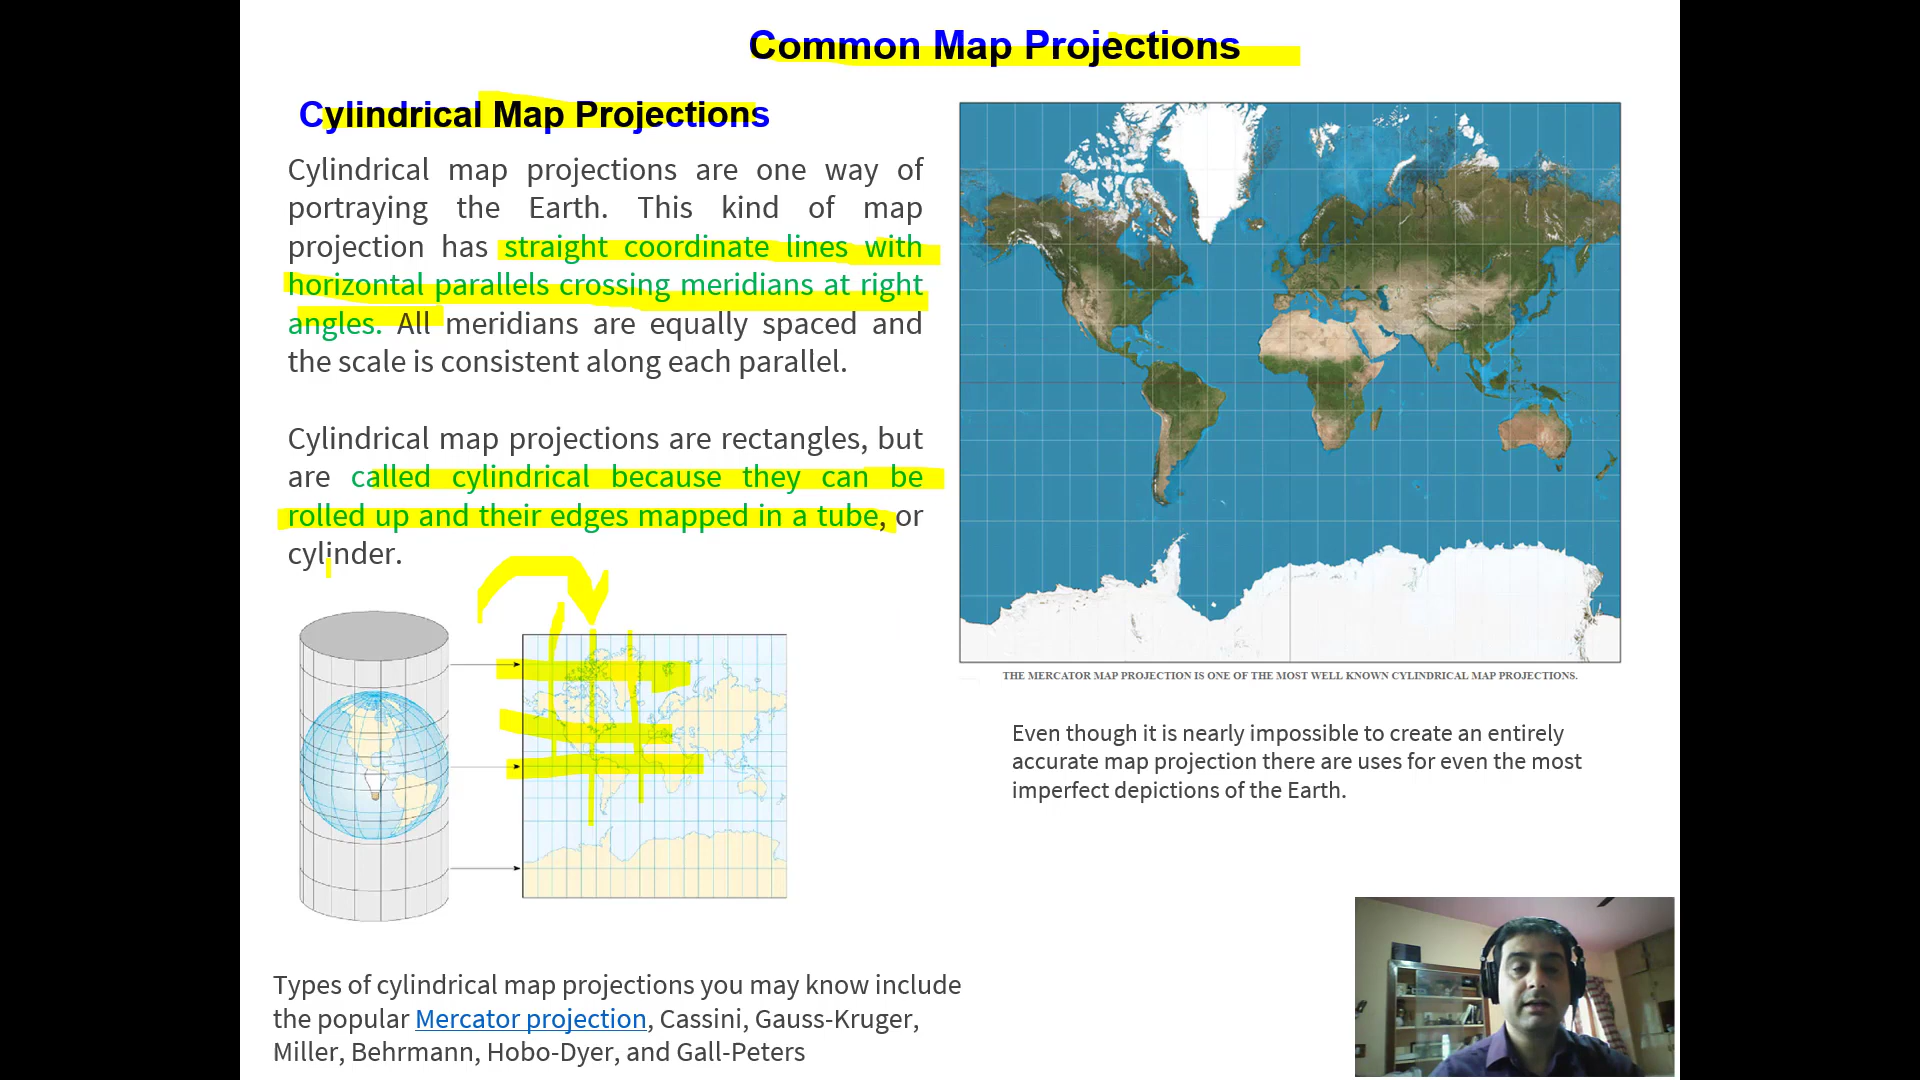 Common Map Projections
Cylindrical Map Projections
Cylindrical map projections are one way of
portraying the Earth. This kind of map
projection has straight coordinate lines with
horizontal parallels crossing meridians at right
angles. All meridians are equally spaced and
the scale is consistent along each parallel.
Cylindrical map projections are rectangles, but
are called cylindrical because they can be
rolled up and their edges mapped in a tube, or
cylinder.
Types of cylindrical map projections you may know include
the popular Mercator projection, Cassini, Gauss-Kruger,
Miller, Behrmann, Hobo-Dyer, and Gall-Peters
THE MERCATOR MAP PROJECTION IS ONE OF THE MOST WELL KNOWN CYLINDRICAL MAP PROJECTIONS.
Even though it is nearly impossible to create an entirely
accurate map projection there are uses for even the most
imperfect depictions of the Earth.